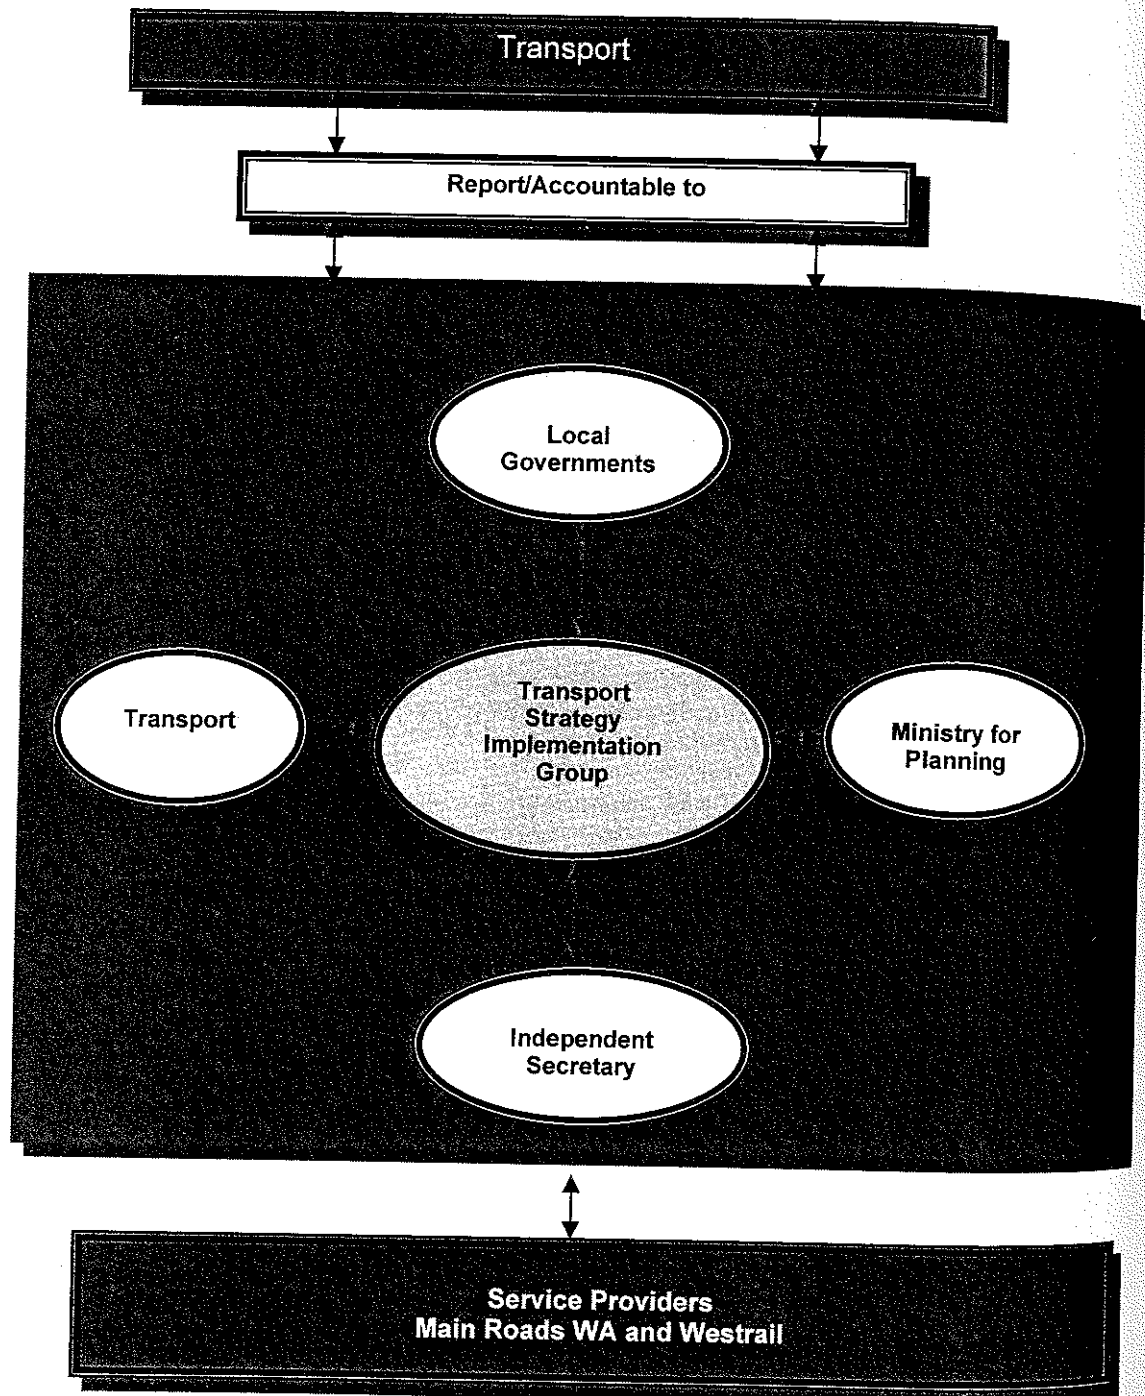 Transport
Report/Accountable to
Local
Governments
Transport
Transport
Strategy
Implementation
Group
Ministry for
Planning
Independent
Secretary
Service Providers
Main Roads WA and Westrail